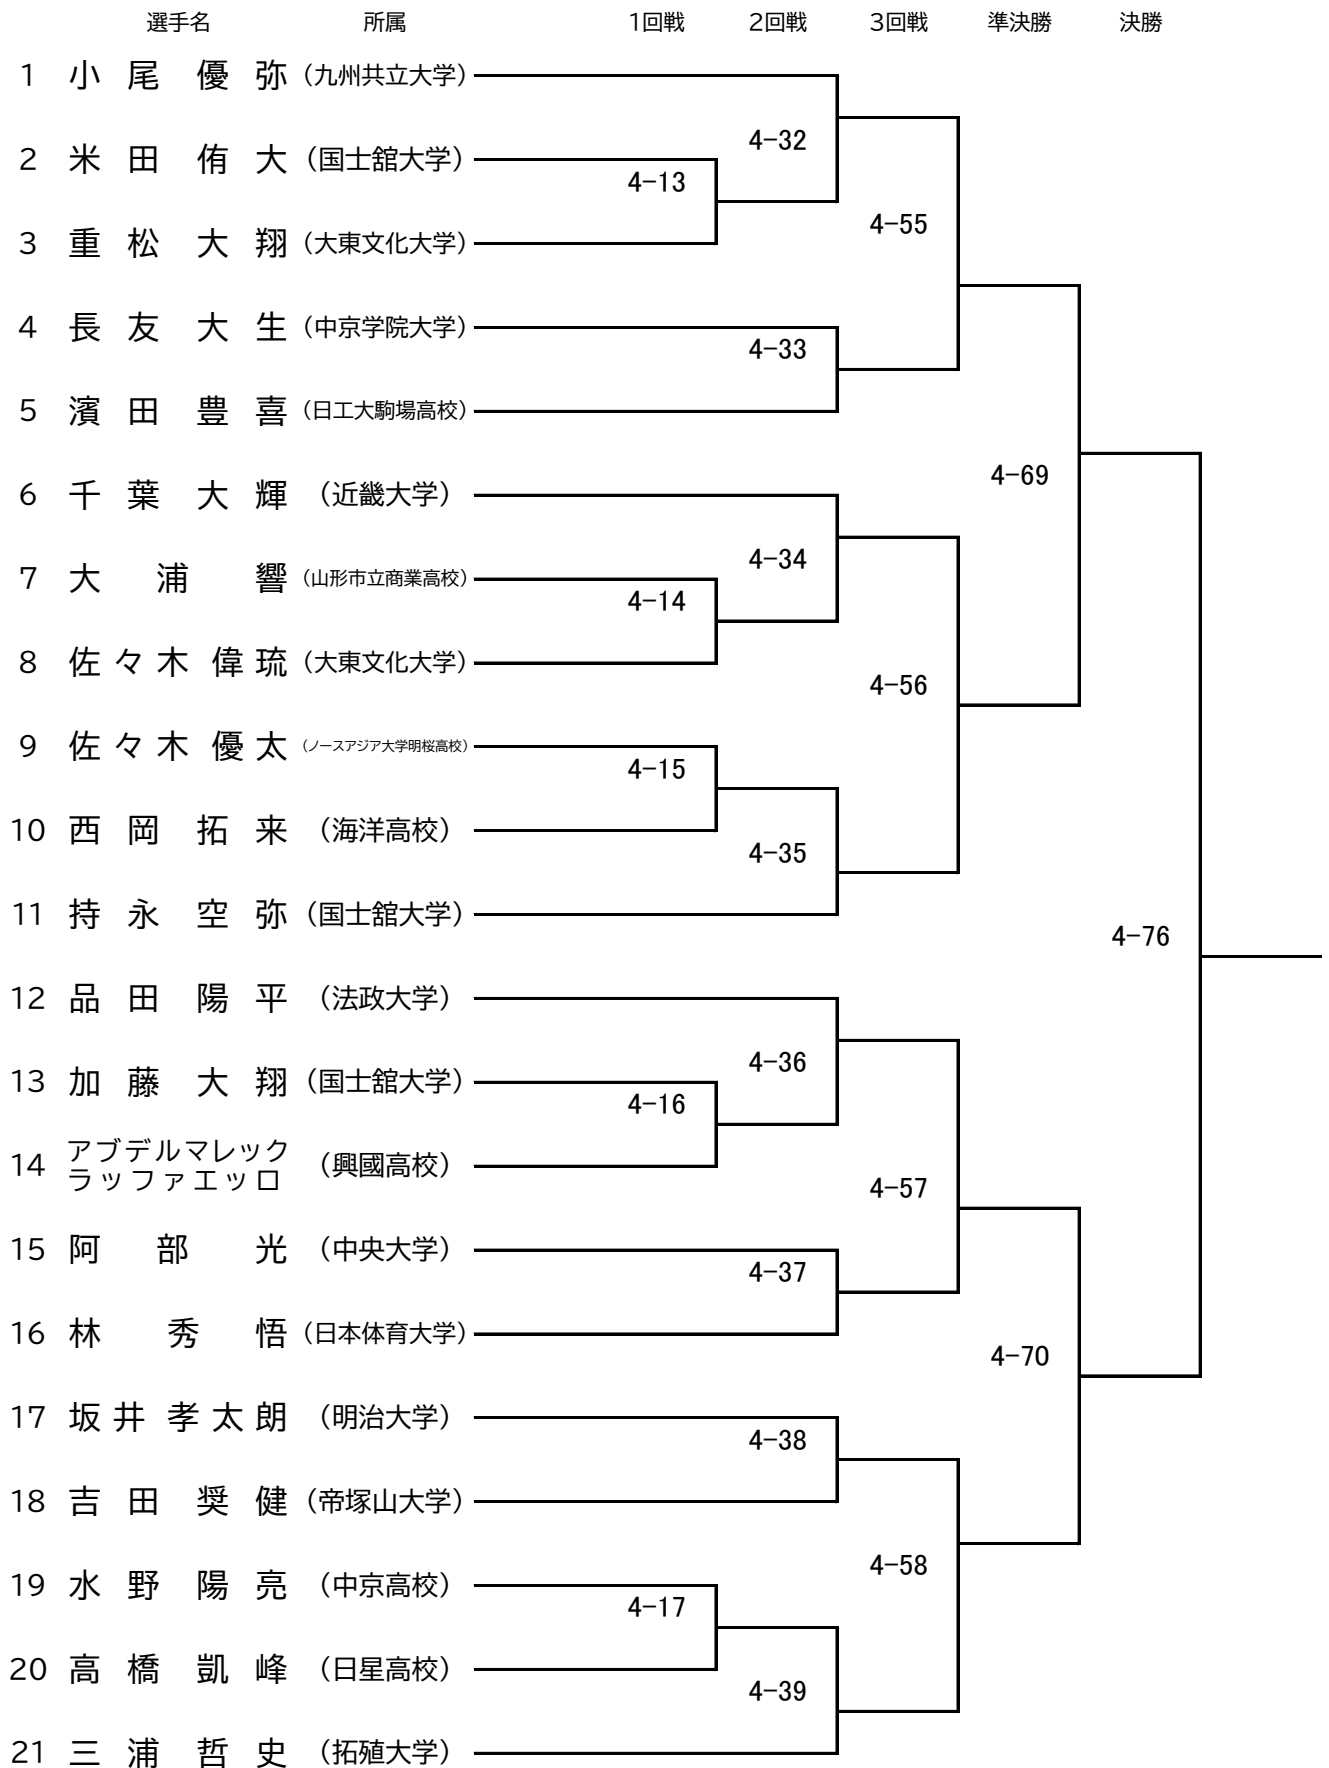 選手名 所属 1回戦 2回戦 3回戦 準決勝 決勝
1 小尾 優弥 (九州共立大学)
4-32
2 米田 侑大 (国士舘大学)
4-13
4-55
3 重松 大翔 (大東文化大学)
4 長友 大生 (中京学院大学)
4-33
5 濱田 豊喜 (日工大駒場高校)
4-69
6 千葉 大輝 (近畿大学)
4-34
7 大浦 響 (山形市立商業高校)
4-14
8 佐々木 偉琉 (大東文化大学)
4-56
9 佐々木 優太 (ノースアジア大学明桜高校)
4-15
10 西岡 拓来 (海洋高校)
4-35
11 持永 空弥 (国士舘大学)
4-76
12 品田 陽平 (法政大学)
4-36
13 加藤 大翔 (国士舘大学)
4-16
14 アブデルマレック
ラッファエッロ (興國高校)
4-57
15 阿部 光 (中央大学)
4-37
16 林 秀悟 (日本体育大学)
4-70
17 坂井 孝太朗 (明治大学)
4-38
18 吉田 奨健 (帝塚山大学)
4-58
19 水野 陽亮 (中京高校)
4-17
20 高橋 凱峰 (日星高校)
4-39
21 三浦 哲史 (拓殖大学)